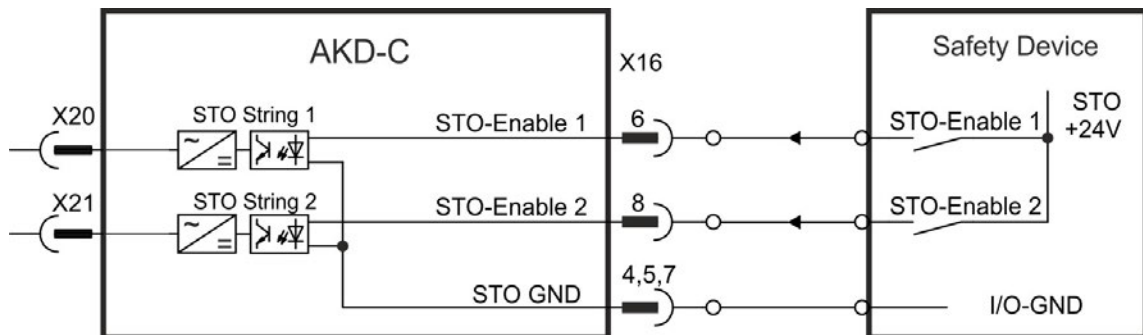 AKD-C
X16
Safety Device
X20
STO String 1
STO-Enable 1
6
STO-Enable 1
STO
+24V
X21
STO String 2
STO-Enable 2
8
STO-Enable 2
STO GND
4,5,7
I/O-GND